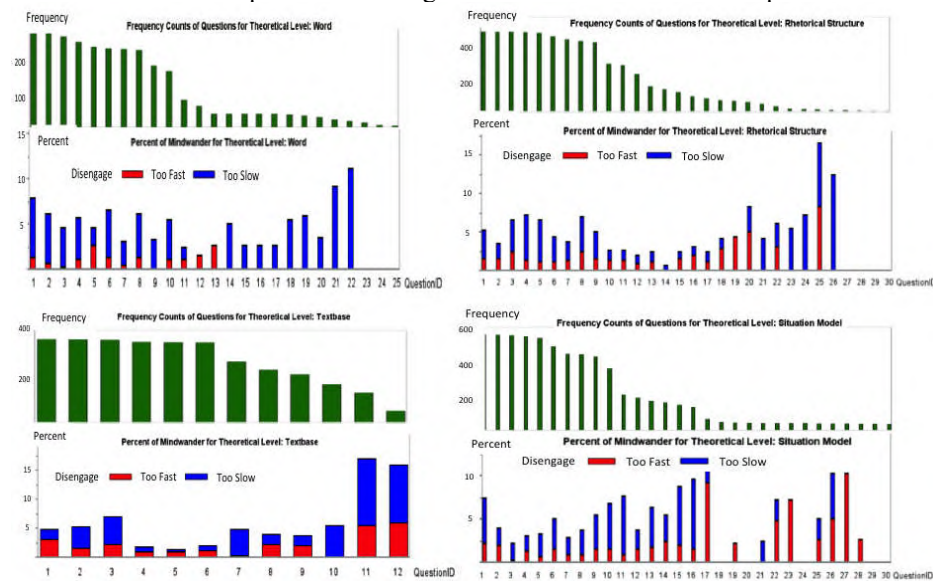 Frequency
Frequency Counts of Questions for Theoretical Level: Word
200
100
Percent
Percent of Mindwander for Theoretical Level: Word
15
10
5
Disengage Too Fast Too Slow
1 2 3 4 5 6 7 8 9 10 11 12 13 14 15 16 17 18 19 20 21 22 23 24 25 QuestionID
Frequency
Frequency Counts of Questions for Theoretical Level: Rhetorical Structure
400
200
Percent
Percent of Mindwander for Theoretical Level: Rhetorical Structure
15
10
5
Disengage Too Fast Too Slow
1 2 3 4 5 6 7 8 9 10 11 12 13 14 15 16 17 18 19 20 21 22 23 24 25 26 27 28 29 30 QuestionID
Frequency
Frequency Counts of Questions for Theoretical Level: Textbase
400
200
Percent
Percent of Mindwander for Theoretical Level: Textbase
15
10
5
Disengage Too Fast Too Slow
1 2 3 4 5 6 7 8 9 10 11 12 QuestionID
Frequency
Frequency Counts of Questions for Theoretical Level: Situation Model
600
400
200
Percent
Percent of Mindwander for Theoretical Level: Situation Model
10
5
Disengage Too Fast Too Slow
1 2 3 4 5 6 7 8 9 10 11 12 13 14 15 16 17 18 19 20 21 22 23 24 25 26 27 28 29 30 QuestionID